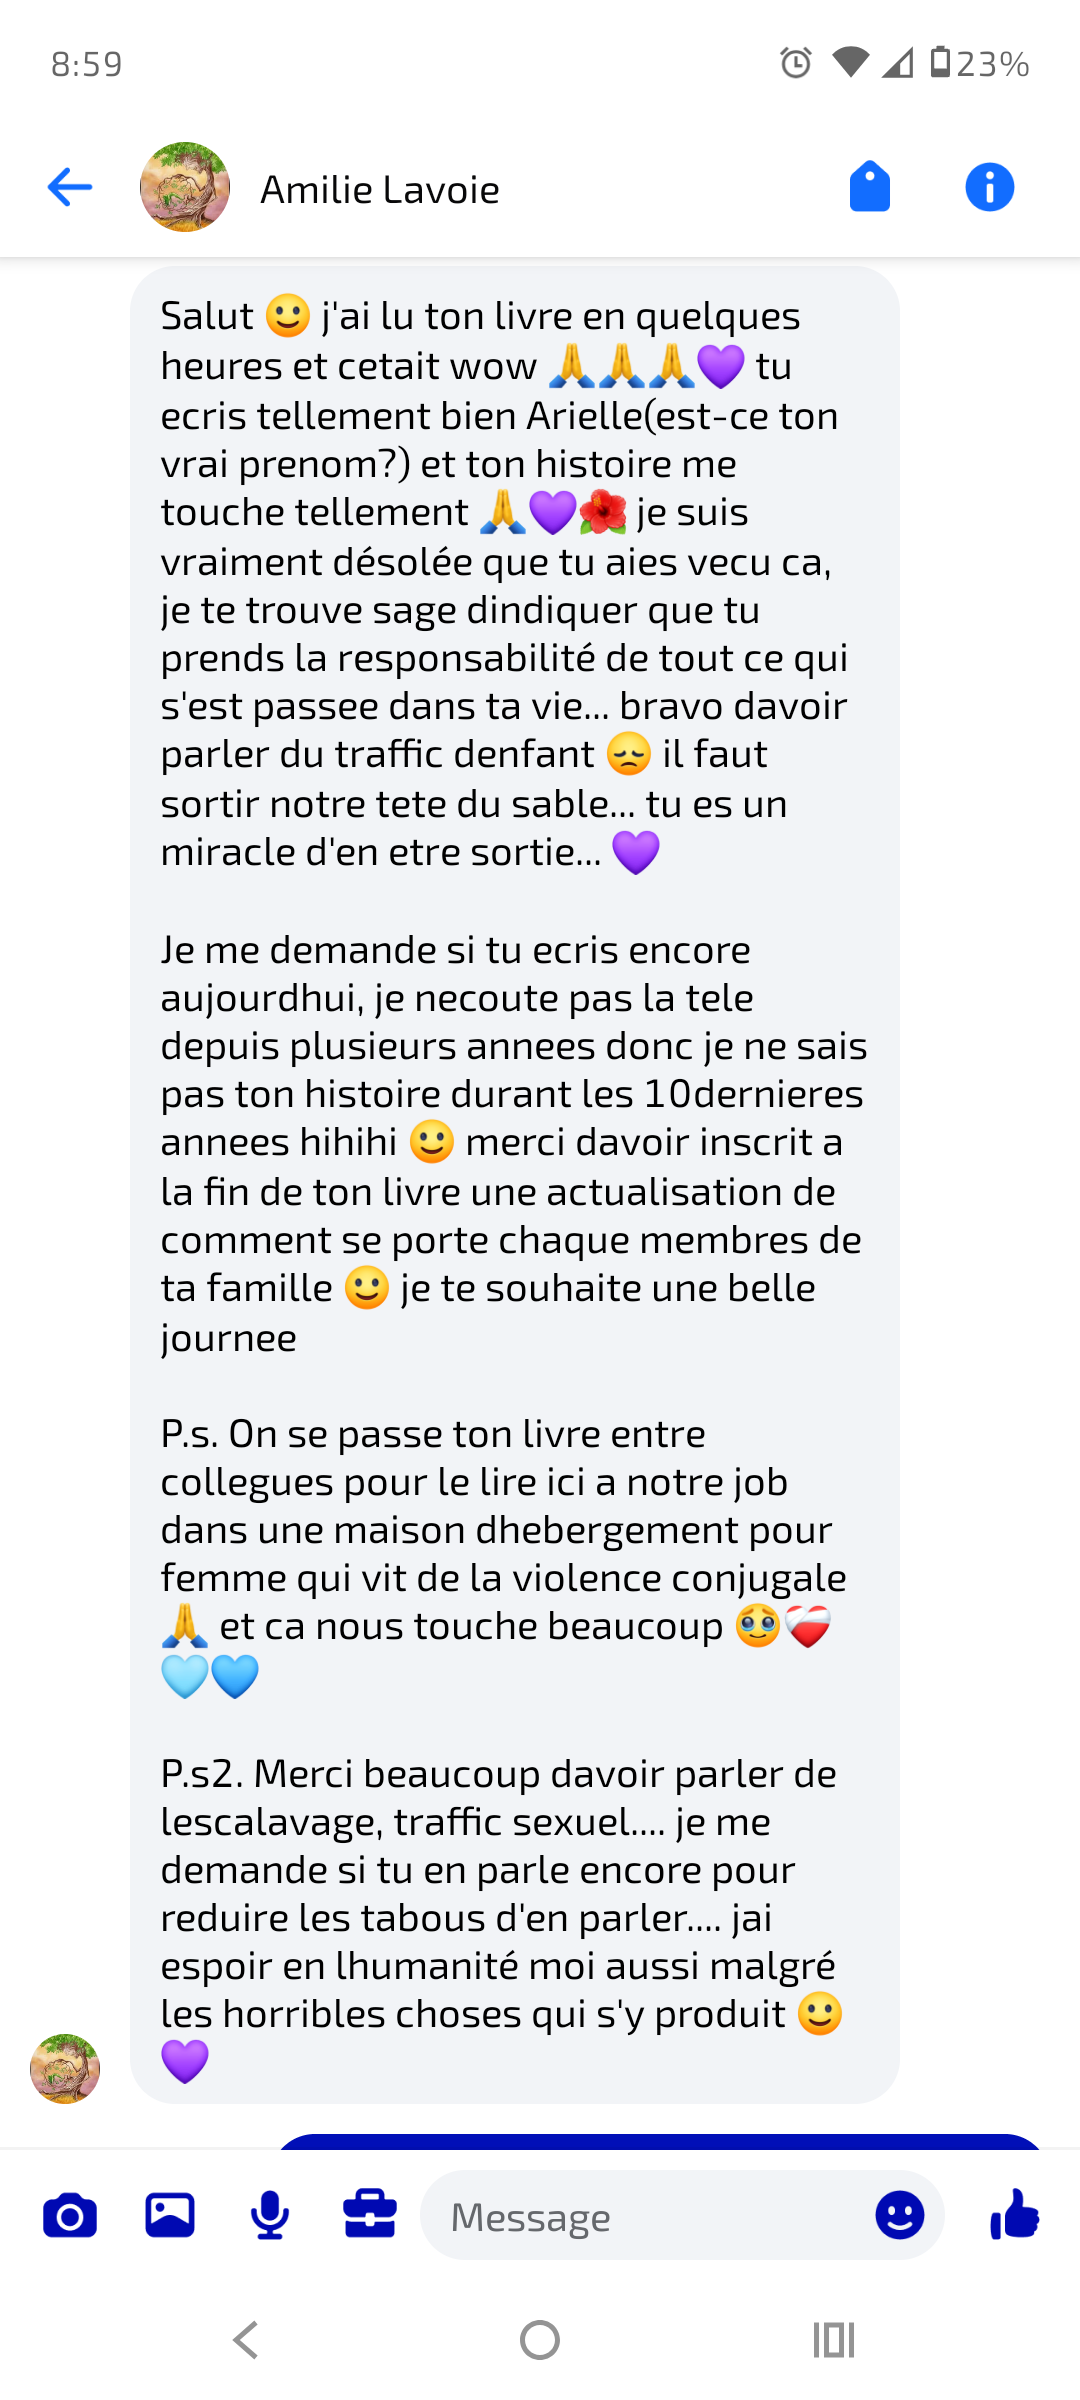 8:59
23%
Amilie Lavoie
Salut 🙂 j'ai lu ton livre en quelques
heures et cetait wow 🙏🙏🙏💜 tu
ecris tellement bien Arielle(est-ce ton
vrai prenom?) et ton histoire me
touche tellement 🙏💜🌺 je suis
vraiment désolée que tu aies vecu ca,
je te trouve sage dindiquer que tu
prends la responsabilité de tout ce qui
s'est passee dans ta vie... bravo davoir
parler du traffic denfant 😞 il faut
sortir notre tete du sable... tu es un
miracle d'en etre sortie... 💜
Je me demande si tu ecris encore
aujourdhui, je necoute pas la tele
depuis plusieurs annees donc je ne sais
pas ton histoire durant les 10dernieres
annees hihihi 🙂 merci davoir inscrit a
la fin de ton livre une actualisation de
comment se porte chaque membres de
ta famille 🙂 je te souhaite une belle
journee
P.s. On se passe ton livre entre
collegues pour le lire ici a notre job
dans une maison dhebergement pour
femme qui vit de la violence conjugale
🙏 et ca nous touche beaucoup 🥹❤️‍🩹
🩵💙
P.s2. Merci beaucoup davoir parler de
lescalavage, traffic sexuel.... je me
demande si tu en parle encore pour
reduire les tabous d'en parler.... jai
espoir en lhumanité moi aussi malgré
les horribles choses qui s'y produit 🙂
💜
Message